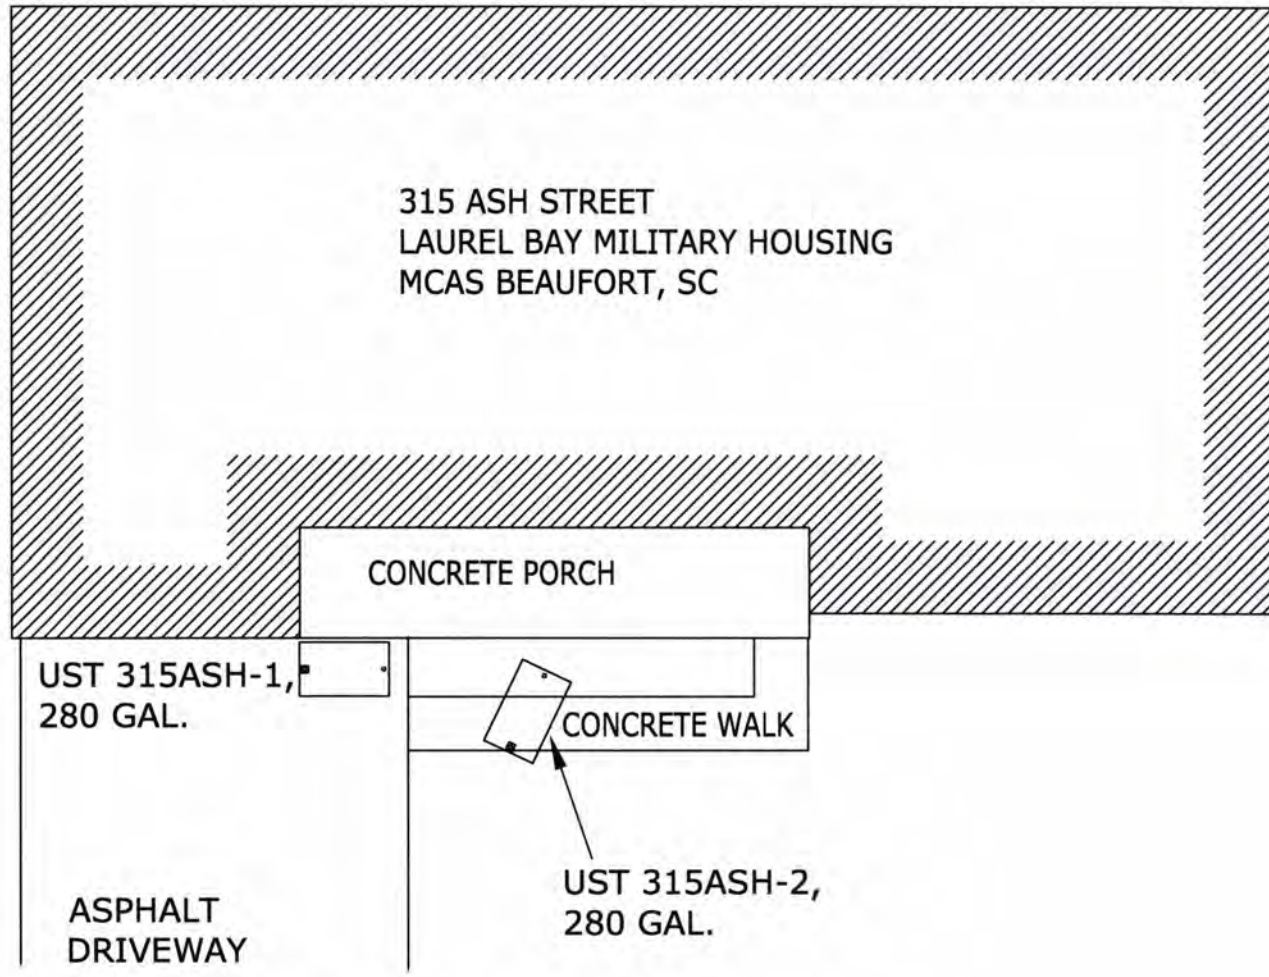 315 ASH STREET
LAUREL BAY MILITARY HOUSING
MCAS BEAUFORT, SC
CONCRETE PORCH
UST 315ASH-1,
280 GAL.
CONCRETE WALK
UST 315ASH-2,
280 GAL.
ASPHALT
DRIVEWAY